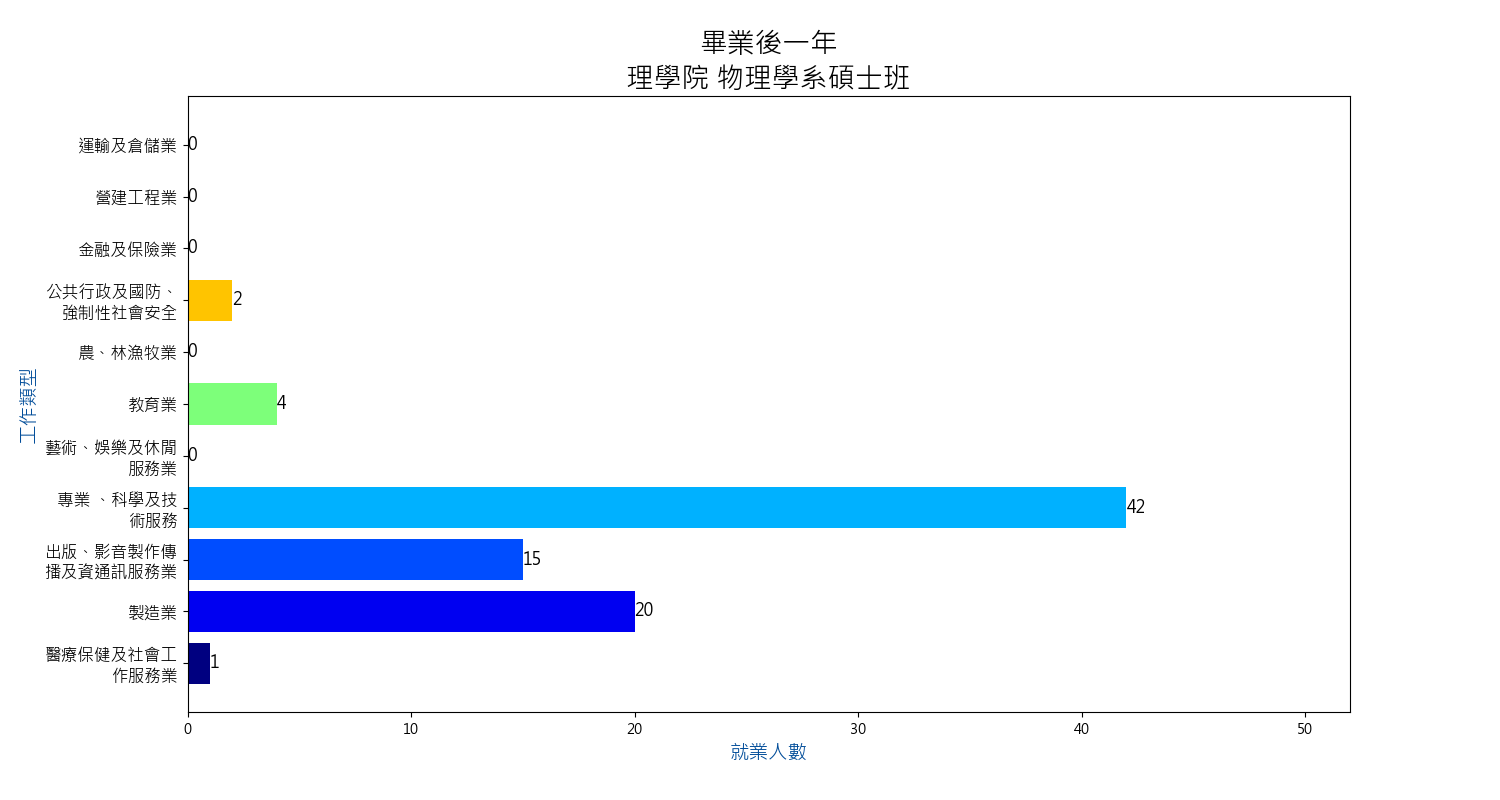 畢業後一年
理學院 物理學系碩士班
運輸及倉儲業
0
營建工程業
0
金融及保險業
0
公共行政及國防、
強制性社會安全
2
農、林漁牧業
0
教育業
4
藝術、娛樂及休閒
服務業
0
專業 、科學及技
術服務
42
出版、影音製作傳
播及資通訊服務業
15
製造業
20
醫療保健及社會工
作服務業
1
工作類型
0 10 20 30 40 50
就業人數